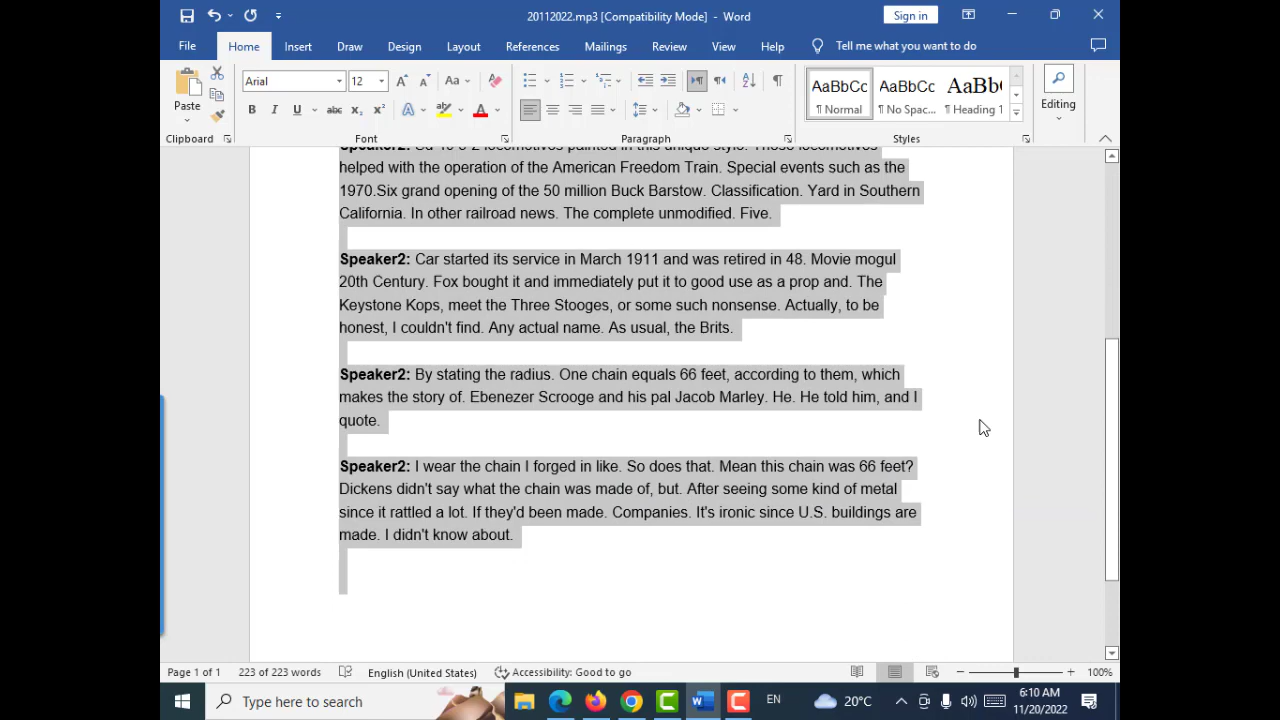 20112022.mp3 [Compatibility Mode] - Word
Sign in
File Home Insert Draw Design Layout References Mailings Review View Help Tell me what you want to do
Paste
Arial 12 Aa
B I U abc x₂ x² A A
AaBbCc AaBbCc AaBb(
¶ Normal ¶ No Spac... ¶ Heading 1
Editing
Clipboard Font Paragraph Styles
helped with the operation of the American Freedom Train. Special events such as the
1970.Six grand opening of the 50 million Buck Barstow. Classification. Yard in Southern
California. In other railroad news. The complete unmodified. Five.
Speaker2: Car started its service in March 1911 and was retired in 48. Movie mogul
20th Century. Fox bought it and immediately put it to good use as a prop and. The
Keystone Kops, meet the Three Stooges, or some such nonsense. Actually, to be
honest, I couldn't find. Any actual name. As usual, the Brits.
Speaker2: By stating the radius. One chain equals 66 feet, according to them, which
makes the story of. Ebenezer Scrooge and his pal Jacob Marley. He. He told him, and I
quote.
Speaker2: I wear the chain I forged in like. So does that. Mean this chain was 66 feet?
Dickens didn't say what the chain was made of, but. After seeing some kind of metal
since it rattled a lot. If they'd been made. Companies. It's ironic since U.S. buildings are
made. I didn't know about.
Page 1 of 1 223 of 223 words English (United States) Accessibility: Good to go 100%
Type here to search
EN
20°C
6:10 AM
11/20/2022